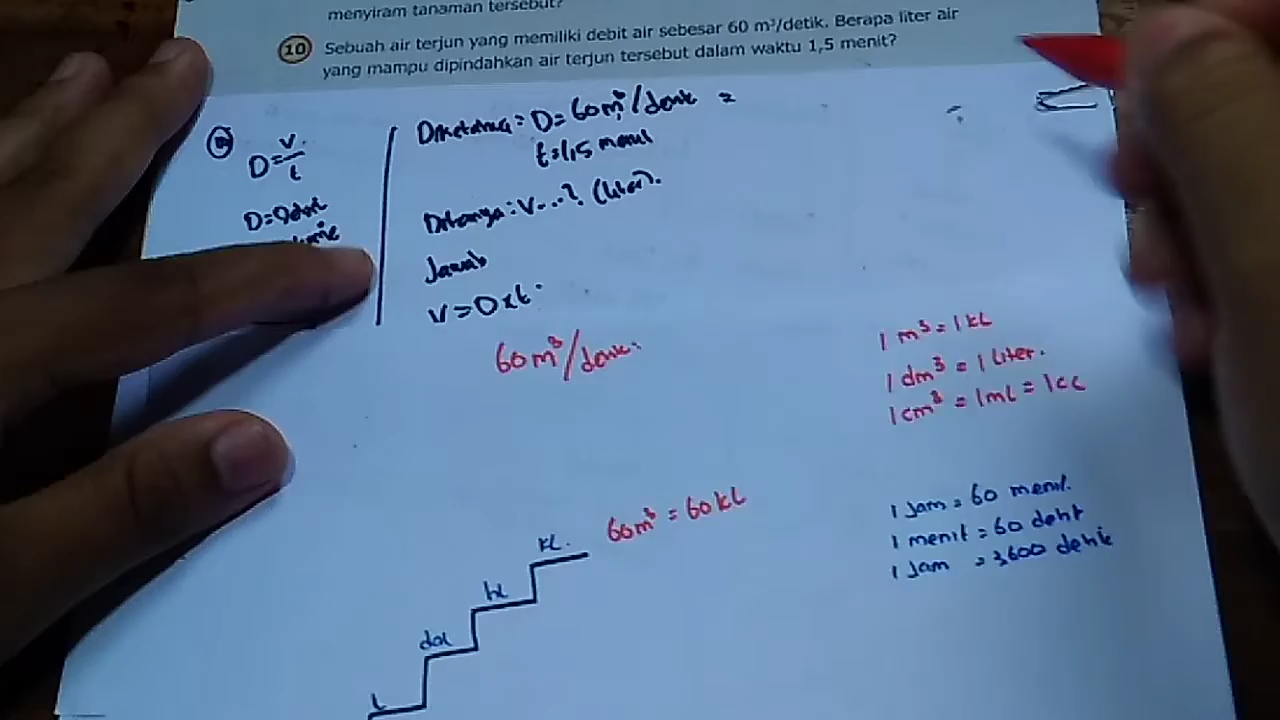 menyiram tanaman tersebut?
10 Sebuah air terjun yang memiliki debit air sebesar 60 m³/detik. Berapa liter air
yang mampu dipindahkan air terjun tersebut dalam waktu 1,5 menit?
D = V/t
D = Debit
Diketahui = D = 60 m³/detik =
t = 1,5 menit
Ditanya : V...? (liter).
Jawab
V = D x t.
60 m³/detik.
1 m³ = 1 kL
1 dm³ = 1 liter.
1 cm³ = 1 mL = 1 cc
1 Jam = 60 menit.
1 menit = 60 detik
1 Jam = 3,600 detik
60 m³ = 60 kL
kL.
hL
daL
L